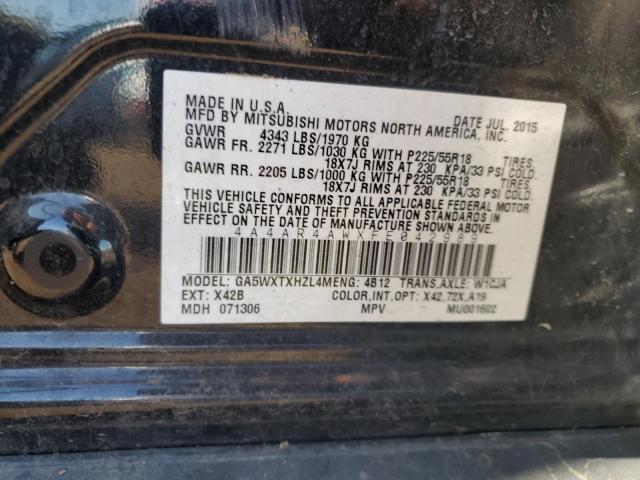 MADE IN U.S.A. DATE JUL. 2015
MFG BY MITSUBISHI MOTORS NORTH AMERICA, INC.
GVWR 4343 LBS/1970 KG
GAWR FR. 2271 LBS/1030 KG WITH P225/55R18 TIRES.
18X7J RIMS AT 230 KPA/33 PSI COLD.
GAWR RR. 2205 LBS/1000 KG WITH P225/55R18 TIRES.
18X7J RIMS AT 230 KPA/33 PSI COLD.
THIS VEHICLE CONFORMS TO ALL APPLICABLE FEDERAL MOTOR
VEHICLE SAFETY AND THEFT PREVENTION STANDARDS IN
EFFECT ON THE DATE OF MANUFACTURE SHOWN ABOVE.
4A4AR4AWXFE042989
MODEL: GA5WXTXHZL4MENG: 4B12 TRANS,AXLE: W1CJA
EXT: X42B COLOR,INT,OPT: X42,72X,A19
MDH 071306 MPV MU001602